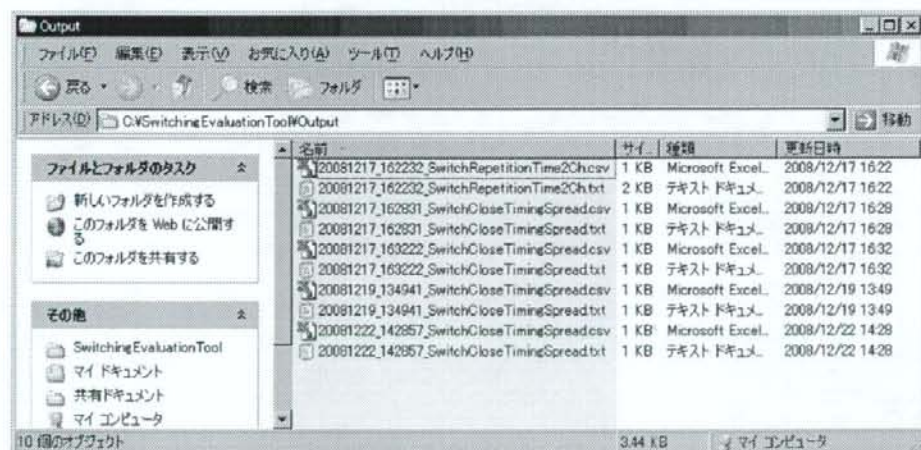 Output
ファイル(F) 編集(E) 表示(V) お気に入り(A) ツール(T) ヘルプ(H)
戻る 検索 フォルダ
アドレス(D) C:¥SwitchingEvaluationTool¥Output 移動
ファイルとフォルダのタスク
新しいフォルダを作成する
このフォルダを Web に公開す
る
このフォルダを共有する
その他
SwitchingEvaluationTool
マイ ドキュメント
共有ドキュメント
マイ コンピュータ
名前 サイ... 種類 更新日時
20081217_162232_SwitchRepetitionTime2Ch.csv 1 KB Microsoft Excel... 2008/12/17 16:22
20081217_162232_SwitchRepetitionTime2Ch.txt 2 KB テキスト ドキュメ... 2008/12/17 16:22
20081217_162831_SwitchCloseTimingSpread.csv 1 KB Microsoft Excel... 2008/12/17 16:28
20081217_162831_SwitchCloseTimingSpread.txt 1 KB テキスト ドキュメ... 2008/12/17 16:28
20081217_163222_SwitchCloseTimingSpread.csv 1 KB Microsoft Excel... 2008/12/17 16:32
20081217_163222_SwitchCloseTimingSpread.txt 1 KB テキスト ドキュメ... 2008/12/17 16:32
20081219_134941_SwitchCloseTimingSpread.csv 1 KB Microsoft Excel... 2008/12/19 13:49
20081219_134941_SwitchCloseTimingSpread.txt 1 KB テキスト ドキュメ... 2008/12/19 13:49
20081222_142857_SwitchCloseTimingSpread.csv 1 KB Microsoft Excel... 2008/12/22 14:28
20081222_142857_SwitchCloseTimingSpread.txt 1 KB テキスト ドキュメ... 2008/12/22 14:28
10 個のオブジェクト 3.44 KB マイ コンピュータ